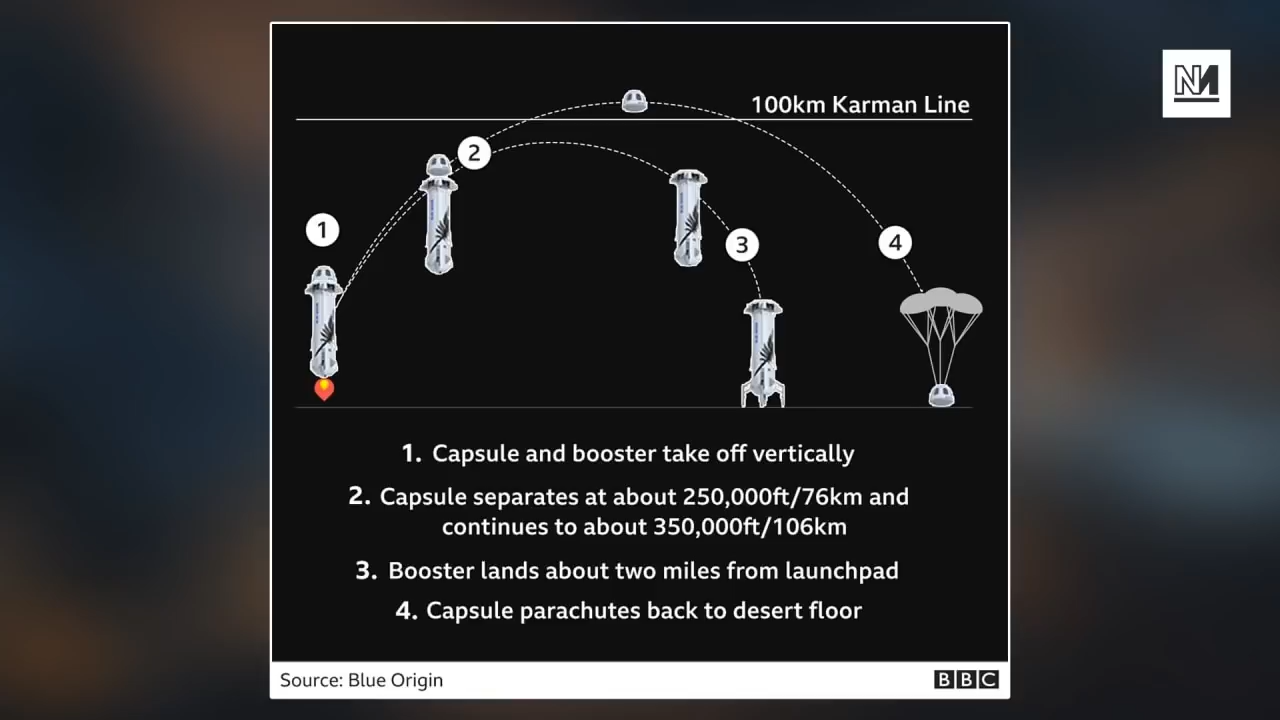 NM
100km Karman Line
2
1
3
4
1. Capsule and booster take off vertically
2. Capsule separates at about 250,000ft/76km and
continues to about 350,000ft/106km
3. Booster lands about two miles from launchpad
4. Capsule parachutes back to desert floor
Source: Blue Origin
BBC